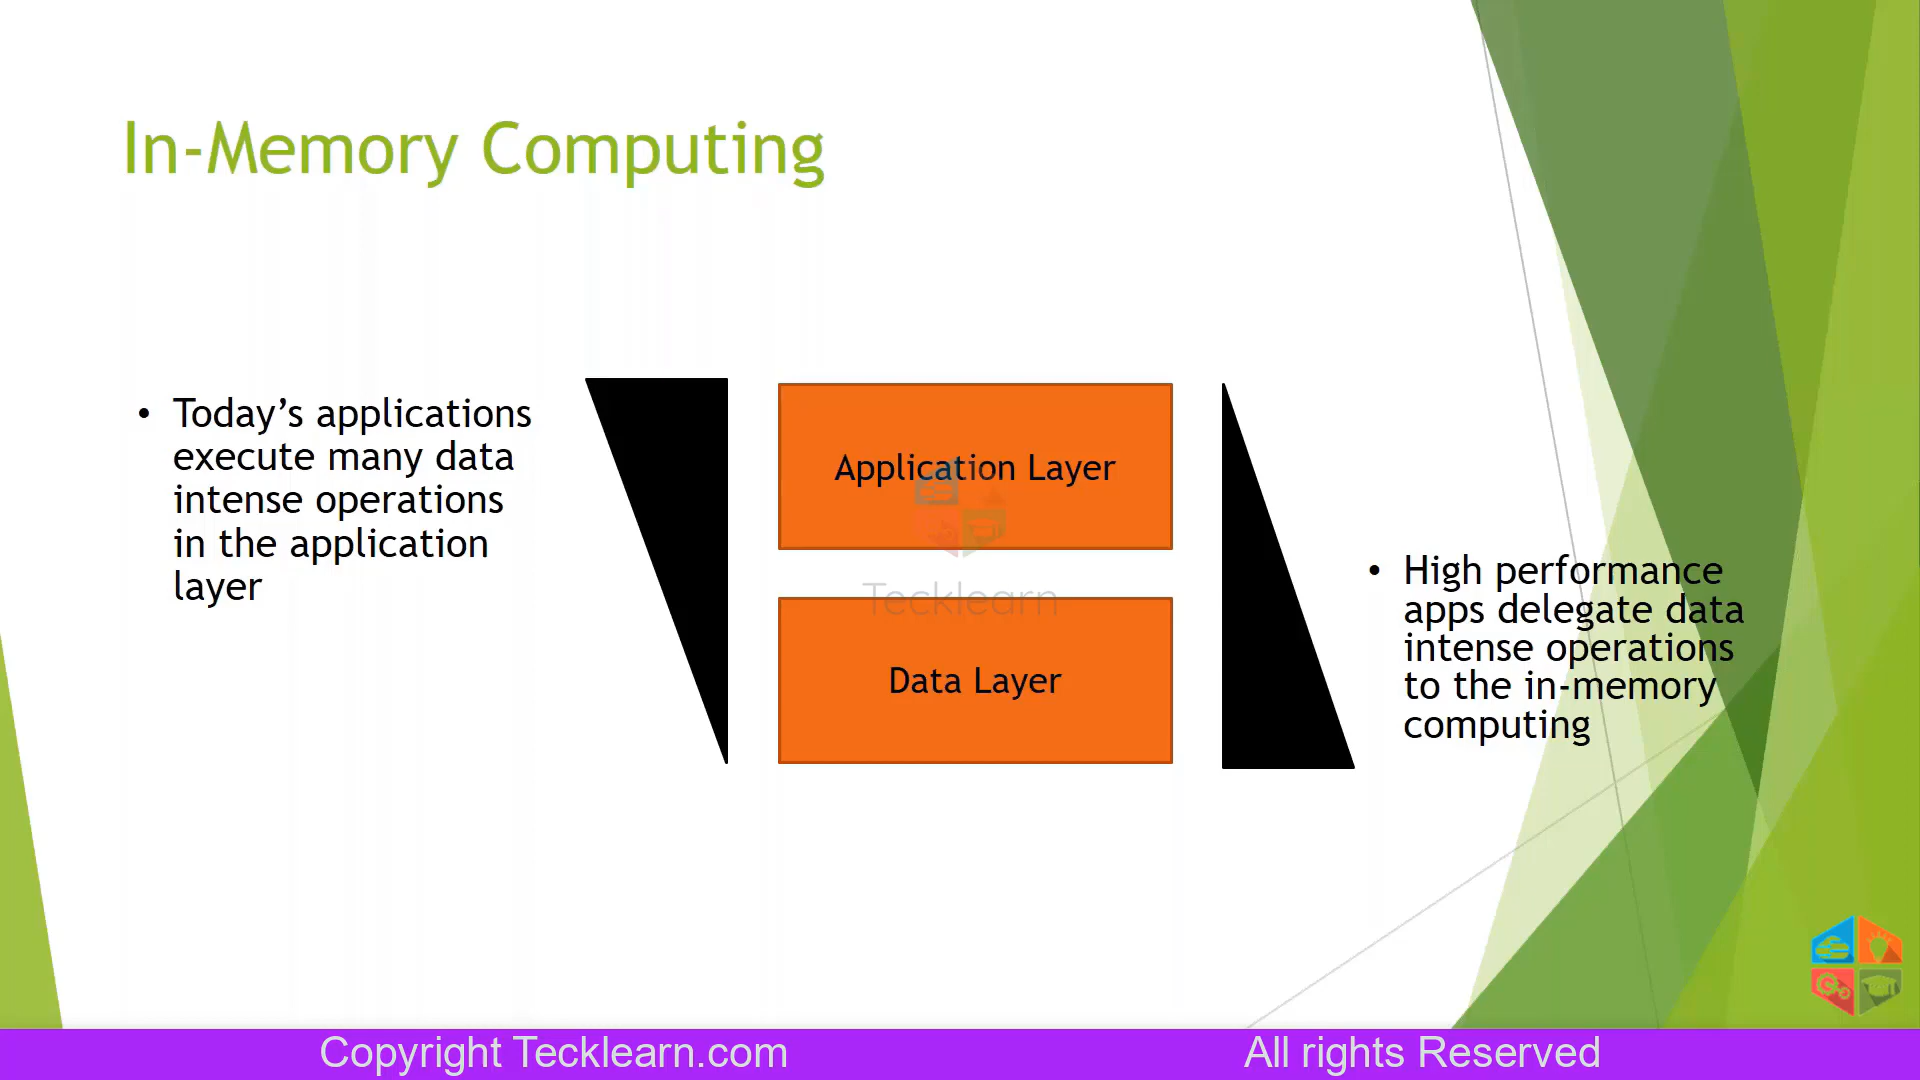 In-Memory Computing
• Today’s applications
execute many data
intense operations
in the application
layer
Application Layer
Tecklearn
Data Layer
• High performance
apps delegate data
intense operations
to the in-memory
computing
Copyright Tecklearn.com
All rights Reserved